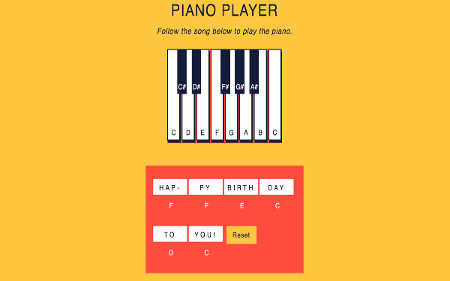 PIANO PLAYER
Follow the song below to play the piano.
C# D# F# G# A#
C D E F G A B C
HAP- PY BIRTH DAY
F F E C
TO YOU! Reset
D C